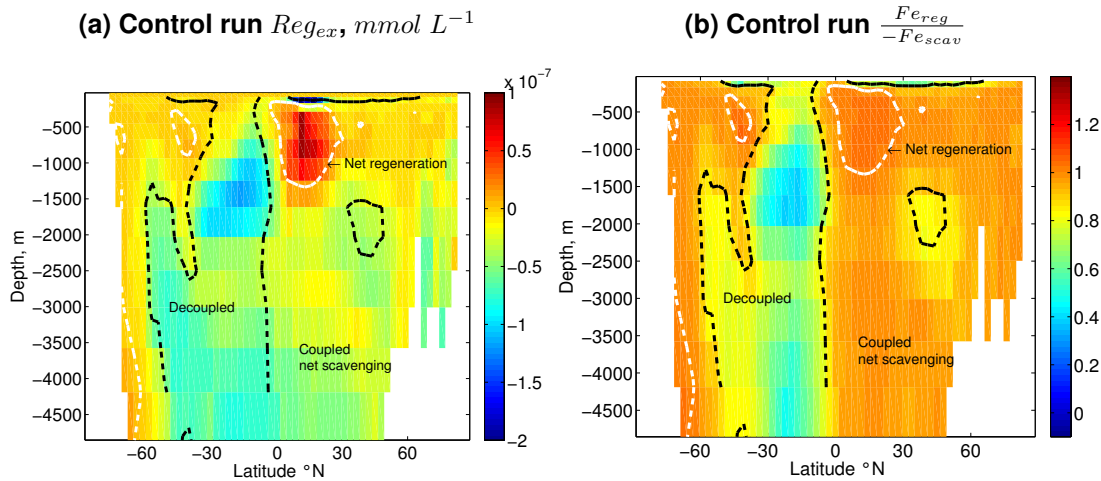 (a) Control run Reg_ex, mmol L^−1
x 10^−7
−500
−1000
−1500
−2000
−2500
−3000
−3500
−4000
−4500
Depth, m
−60
−30
0
30
60
Latitude °N
← Net regeneration
Decoupled
Coupled
net scavenging
1
0.5
0
−0.5
−1
−1.5
−2
(b) Control run Fe_reg / −Fe_scav
−500
−1000
−1500
−2000
−2500
−3000
−3500
−4000
−4500
Depth, m
−60
−30
0
30
60
Latitude °N
← Net regeneration
Decoupled
Coupled
net scavenging
1.2
1
0.8
0.6
0.4
0.2
0